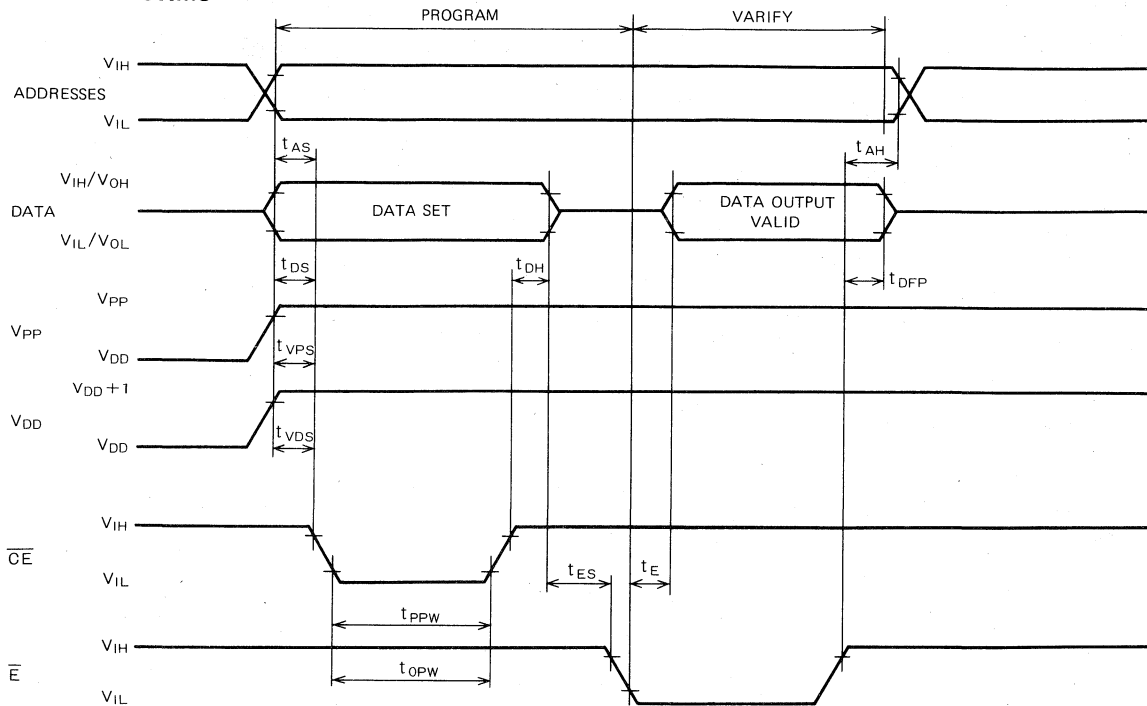 PROGRAM
VARIFY
VIH
ADDRESSES
VIL
tAS
tAH
VIH/VOH
DATA
DATA SET
DATA OUTPUT
VALID
VIL/VOL
tDS
tDH
tDFP
VPP
VPP
tVPS
VDD
VDD+1
VDD
tVDS
VDD
VIH
CE
VIL
tES
tE
tPPW
VIH
E
tOPW
VIL